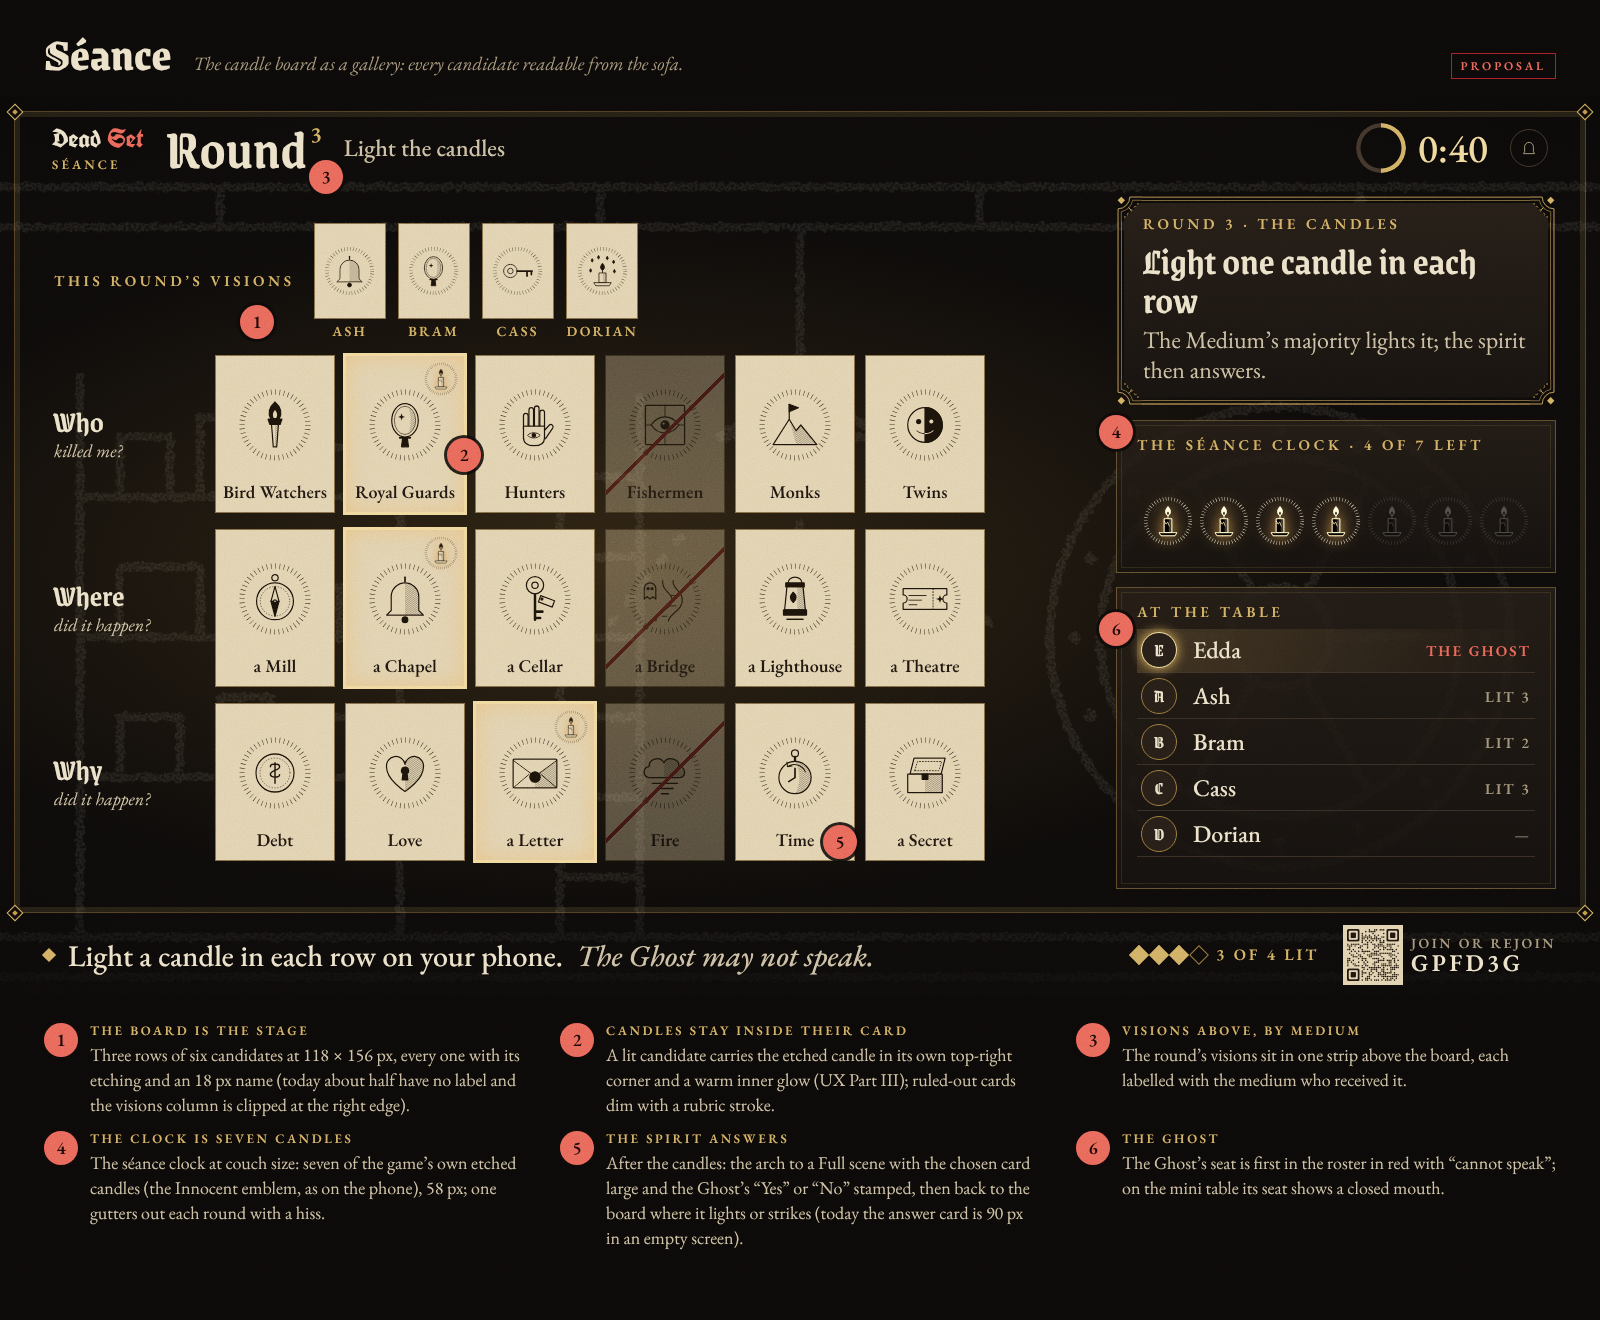 Séance
The candle board as a gallery: every candidate readable from the sofa.
PROPOSAL
Dead Set
SÉANCE
Round 3
3
Light the candles
0:40
THIS ROUND’S VISIONS
1
ASH
BRAM
CASS
DORIAN
Who
killed me?
Bird Watchers
Royal Guards
2
Hunters
Fishermen
Monks
Twins
Where
did it happen?
a Mill
a Chapel
a Cellar
a Bridge
a Lighthouse
a Theatre
Why
did it happen?
Debt
Love
a Letter
Fire
Time
5
a Secret
ROUND 3 · THE CANDLES
Light one candle in each
row
The Medium’s majority lights it; the spirit
then answers.
4
THE SÉANCE CLOCK · 4 OF 7 LEFT
6
AT THE TABLE
E Edda THE GHOST
A Ash LIT 3
B Bram LIT 2
C Cass LIT 3
D Dorian —
Light a candle in each row on your phone. The Ghost may not speak.
3 OF 4 LIT
JOIN OR REJOIN
GPFD3G
1
THE BOARD IS THE STAGE
Three rows of six candidates at 118 × 156 px, every one with its
etching and an 18 px name (today about half have no label and
the visions column is clipped at the right edge).
2
CANDLES STAY INSIDE THEIR CARD
A lit candidate carries the etched candle in its own top-right
corner and a warm inner glow (UX Part III); ruled-out cards
dim with a rubric stroke.
3
VISIONS ABOVE, BY MEDIUM
The round’s visions sit in one strip above the board, each
labelled with the medium who received it.
4
THE CLOCK IS SEVEN CANDLES
The séance clock at couch size: seven of the game’s own etched
candles (the Innocent emblem, as on the phone), 58 px; one
gutters out each round with a hiss.
5
THE SPIRIT ANSWERS
After the candles: the arch to a Full scene with the chosen card
large and the Ghost’s “Yes” or “No” stamped, then back to the
board where it lights or strikes (today the answer card is 90 px
in an empty screen).
6
THE GHOST
The Ghost’s seat is first in the roster in red with “cannot speak”;
on the mini table its seat shows a closed mouth.